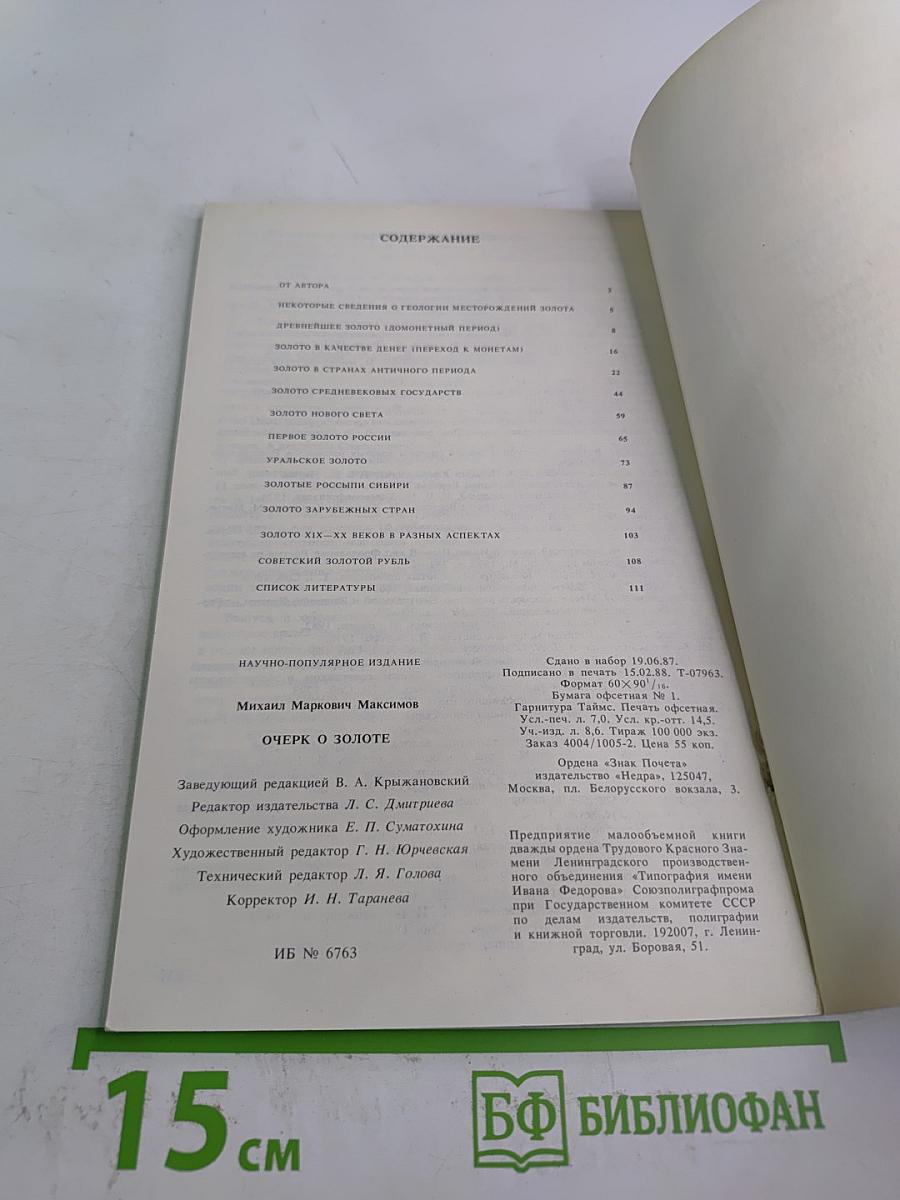 СОДЕРЖАНИЕ
ОТ АВТОРА 3
НЕКОТОРЫЕ СВЕДЕНИЯ О ГЕОЛОГИИ МЕСТОРОЖДЕНИЙ ЗОЛОТА 5
ДРЕВНЕЙШЕЕ ЗОЛОТО (ДОМОНЕТНЫЙ ПЕРИОД) 8
ЗОЛОТО В КАЧЕСТВЕ ДЕНЕГ (ПЕРЕХОД К МОНЕТАМ) 16
ЗОЛОТО В СТРАНАХ АНТИЧНОГО ПЕРИОДА 22
ЗОЛОТО СРЕДНЕВЕКОВЫХ ГОСУДАРСТВ 44
ЗОЛОТО НОВОГО СВЕТА 59
ПЕРВОЕ ЗОЛОТО РОССИИ 65
УРАЛЬСКОЕ ЗОЛОТО 73
ЗОЛОТЫЕ РОССЫПИ СИБИРИ 87
ЗОЛОТО ЗАРУБЕЖНЫХ СТРАН 94
ЗОЛОТО XIX—XX ВЕКОВ В РАЗНЫХ АСПЕКТАХ 103
СОВЕТСКИЙ ЗОЛОТОЙ РУБЛЬ 108
СПИСОК ЛИТЕРАТУРЫ 111
НАУЧНО-ПОПУЛЯРНОЕ ИЗДАНИЕ
Михаил Маркович Максимов
ОЧЕРК О ЗОЛОТЕ
Заведующий редакцией В. А. Крыжановский
Редактор издательства Л. С. Дмитриева
Оформление художника Е. П. Суматохина
Художественный редактор Г. Н. Юрчевская
Технический редактор Л. Я. Голова
Корректор И. Н. Таранева
ИБ № 6763
Сдано в набор 19.06.87.
Подписано в печать 15.02.88. Т-07963.
Формат 60×90 1/16.
Бумага офсетная № 1.
Гарнитура Таймс. Печать офсетная.
Усл.-печ. л. 7,0. Усл. кр.-отт. 14,5.
Уч.-изд. л. 8,6. Тираж 100 000 экз.
Заказ 4004/1005-2. Цена 55 коп.
Ордена «Знак Почета»
издательство «Недра», 125047,
Москва, пл. Белорусского вокзала, 3.
Предприятие малообъемной книги
дважды ордена Трудового Красного Зна-
мени Ленинградского производствен-
ного объединения «Типография имени
Ивана Федорова» Союзполиграфпрома
при Государственном комитете СССР
по делам издательств, полиграфии
и книжной торговли. 192007, г. Ленин-
град, ул. Боровая, 51.
15 см
БФ БИБЛИОФАН